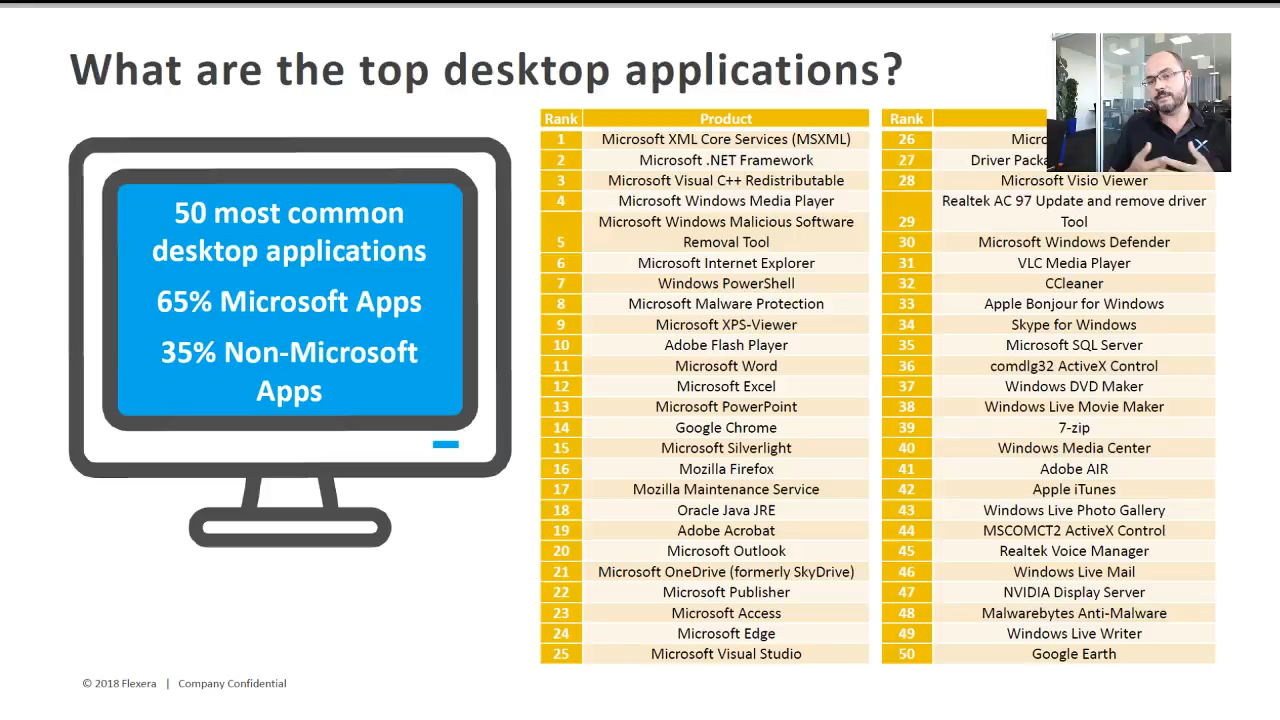 What are the top desktop applications?
50 most common
desktop applications
65% Microsoft Apps
35% Non-Microsoft
Apps
Rank Product
1 Microsoft XML Core Services (MSXML)
2 Microsoft .NET Framework
3 Microsoft Visual C++ Redistributable
4 Microsoft Windows Media Player
Microsoft Windows Malicious Software
5 Removal Tool
6 Microsoft Internet Explorer
7 Windows PowerShell
8 Microsoft Malware Protection
9 Microsoft XPS-Viewer
10 Adobe Flash Player
11 Microsoft Word
12 Microsoft Excel
13 Microsoft PowerPoint
14 Google Chrome
15 Microsoft Silverlight
16 Mozilla Firefox
17 Mozilla Maintenance Service
18 Oracle Java JRE
19 Adobe Acrobat
20 Microsoft Outlook
21 Microsoft OneDrive (formerly SkyDrive)
22 Microsoft Publisher
23 Microsoft Access
24 Microsoft Edge
25 Microsoft Visual Studio
Rank
26
27 Driver
28 Microsoft Visio Viewer
Realtek AC 97 Update and remove driver
29 Tool
30 Microsoft Windows Defender
31 VLC Media Player
32 CCleaner
33 Apple Bonjour for Windows
34 Skype for Windows
35 Microsoft SQL Server
36 comdlg32 ActiveX Control
37 Windows DVD Maker
38 Windows Live Movie Maker
39 7-zip
40 Windows Media Center
41 Adobe AIR
42 Apple iTunes
43 Windows Live Photo Gallery
44 MSCOMCT2 ActiveX Control
45 Realtek Voice Manager
46 Windows Live Mail
47 NVIDIA Display Server
48 Malwarebytes Anti-Malware
49 Windows Live Writer
50 Google Earth
© 2018 Flexera | Company Confidential